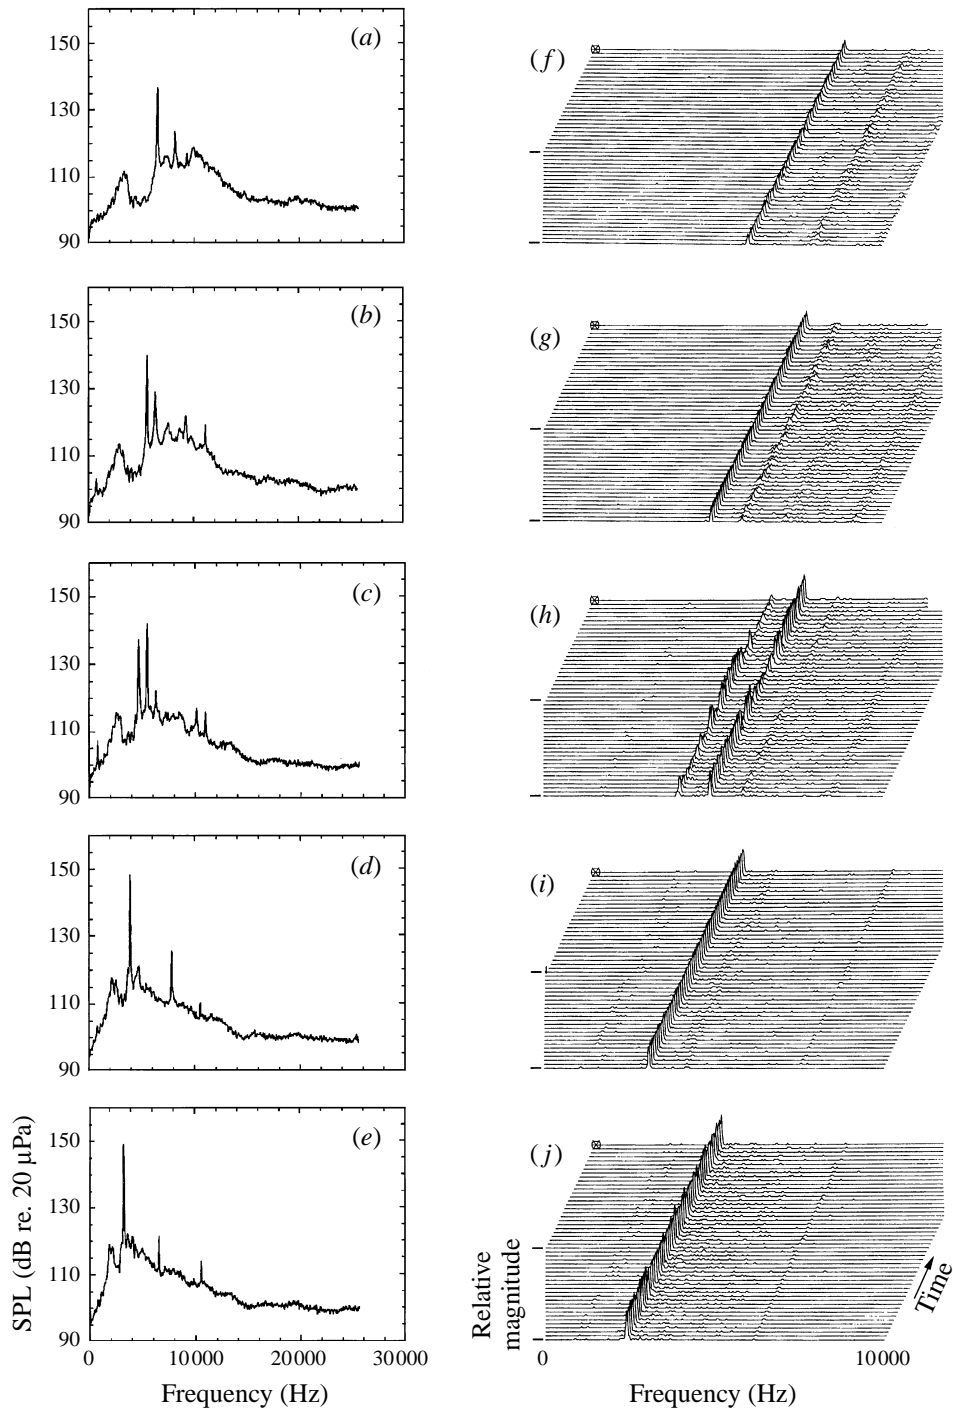 150
130
110
90
(a)
(f)
150
130
110
90
(b)
(g)
150
130
110
90
(c)
(h)
150
130
110
90
(d)
(i)
150
130
110
90
(e)
(j)
SPL (dB re. 20 μPa)
0 10000 20000 30000
Frequency (Hz)
Relative
magnitude
Time
0 10000
Frequency (Hz)